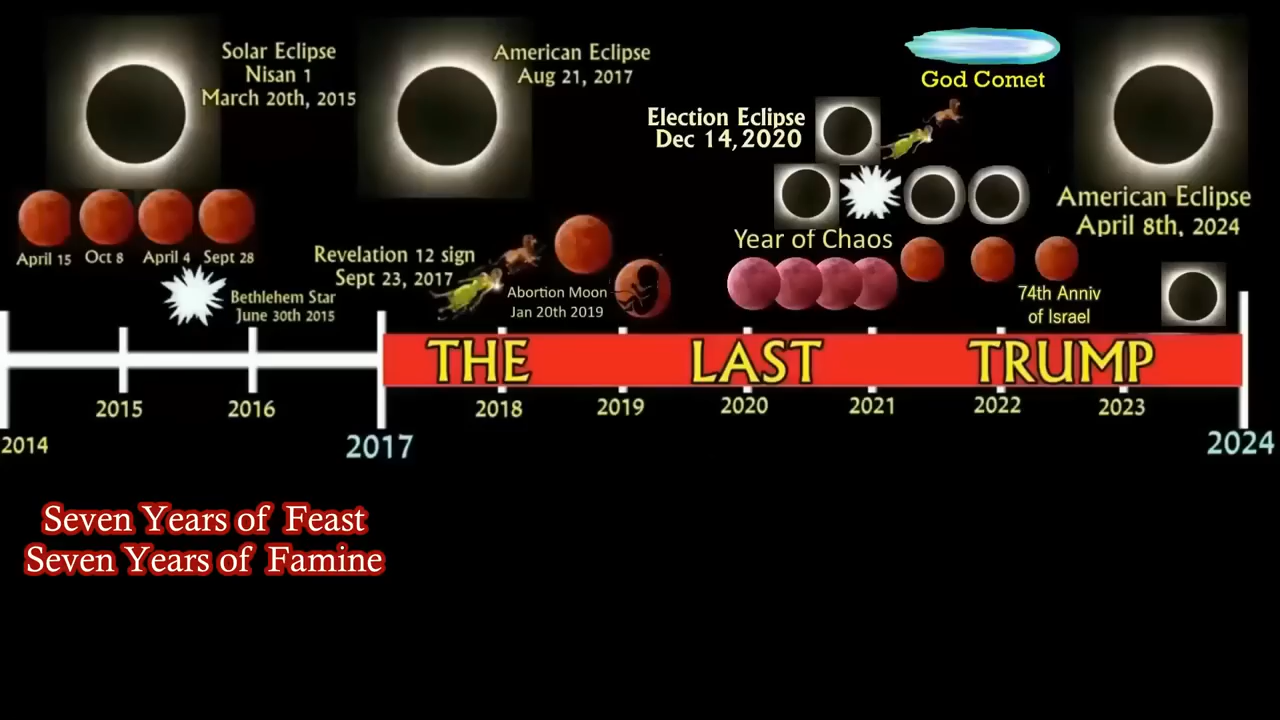 Solar Eclipse
Nisan 1
March 20th, 2015
American Eclipse
Aug 21, 2017
God Comet
Election Eclipse
Dec 14, 2020
American Eclipse
April 8th, 2024
April 15
Oct 8
April 4
Sept 28
Bethlehem Star
June 30th 2015
Revelation 12 sign
Sept 23, 2017
Abortion Moon
Jan 20th 2019
Year of Chaos
74th Anniv
of Israel
THE LAST TRUMP
2014
2015
2016
2017
2018
2019
2020
2021
2022
2023
2024
Seven Years of Feast
Seven Years of Famine